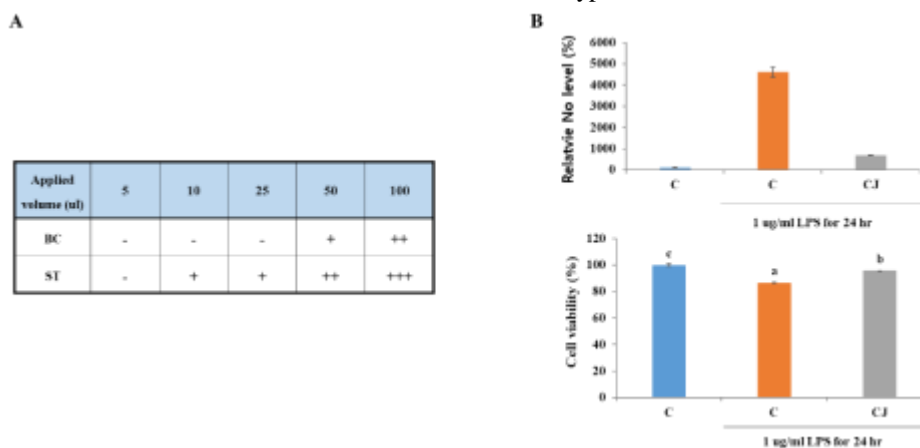 A
Applied volume (ul) 5 10 25 50 100
BC - - - + ++
ST - + + ++ +++
B
Relatvie No level (%)
6000
5000
4000
3000
2000
1000
0
C C CJ
1 ug/ml LPS for 24 hr
Cell viability (%)
120
100
80
60
40
20
0
c a b
C C CJ
1 ug/ml LPS for 24 hr